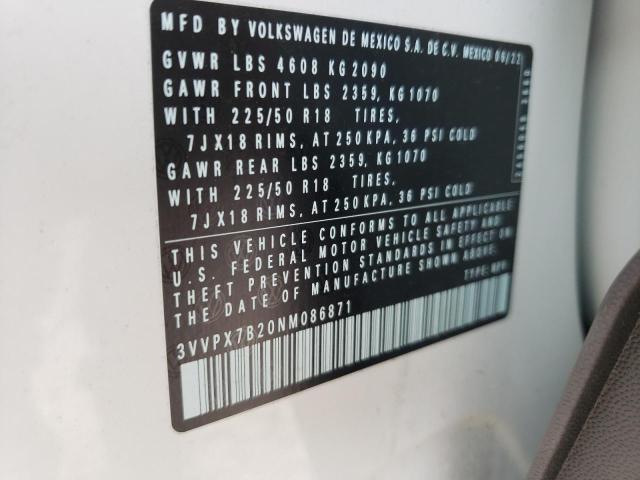 MFD BY VOLKSWAGEN DE MEXICO S.A. DE C.V. MEXICO 06/22
GVWR LBS 4608 KG 2090
GAWR FRONT LBS 2359, KG 1070
WITH 225/50 R18 TIRES,
7JX18 RIMS, AT 250 KPA, 36 PSI COLD
GAWR REAR LBS 2359, KG 1070
WITH 225/50 R18 TIRES,
7JX18 RIMS, AT 250 KPA, 36 PSI COLD
THIS VEHICLE CONFORMS TO ALL APPLICABLE
U.S. FEDERAL MOTOR VEHICLE SAFETY AND
THEFT PREVENTION STANDARDS IN EFFECT ON
DATE OF MANUFACTURE SHOWN ABOVE.
TYPE: MPV
3VVPX7B20NM086871